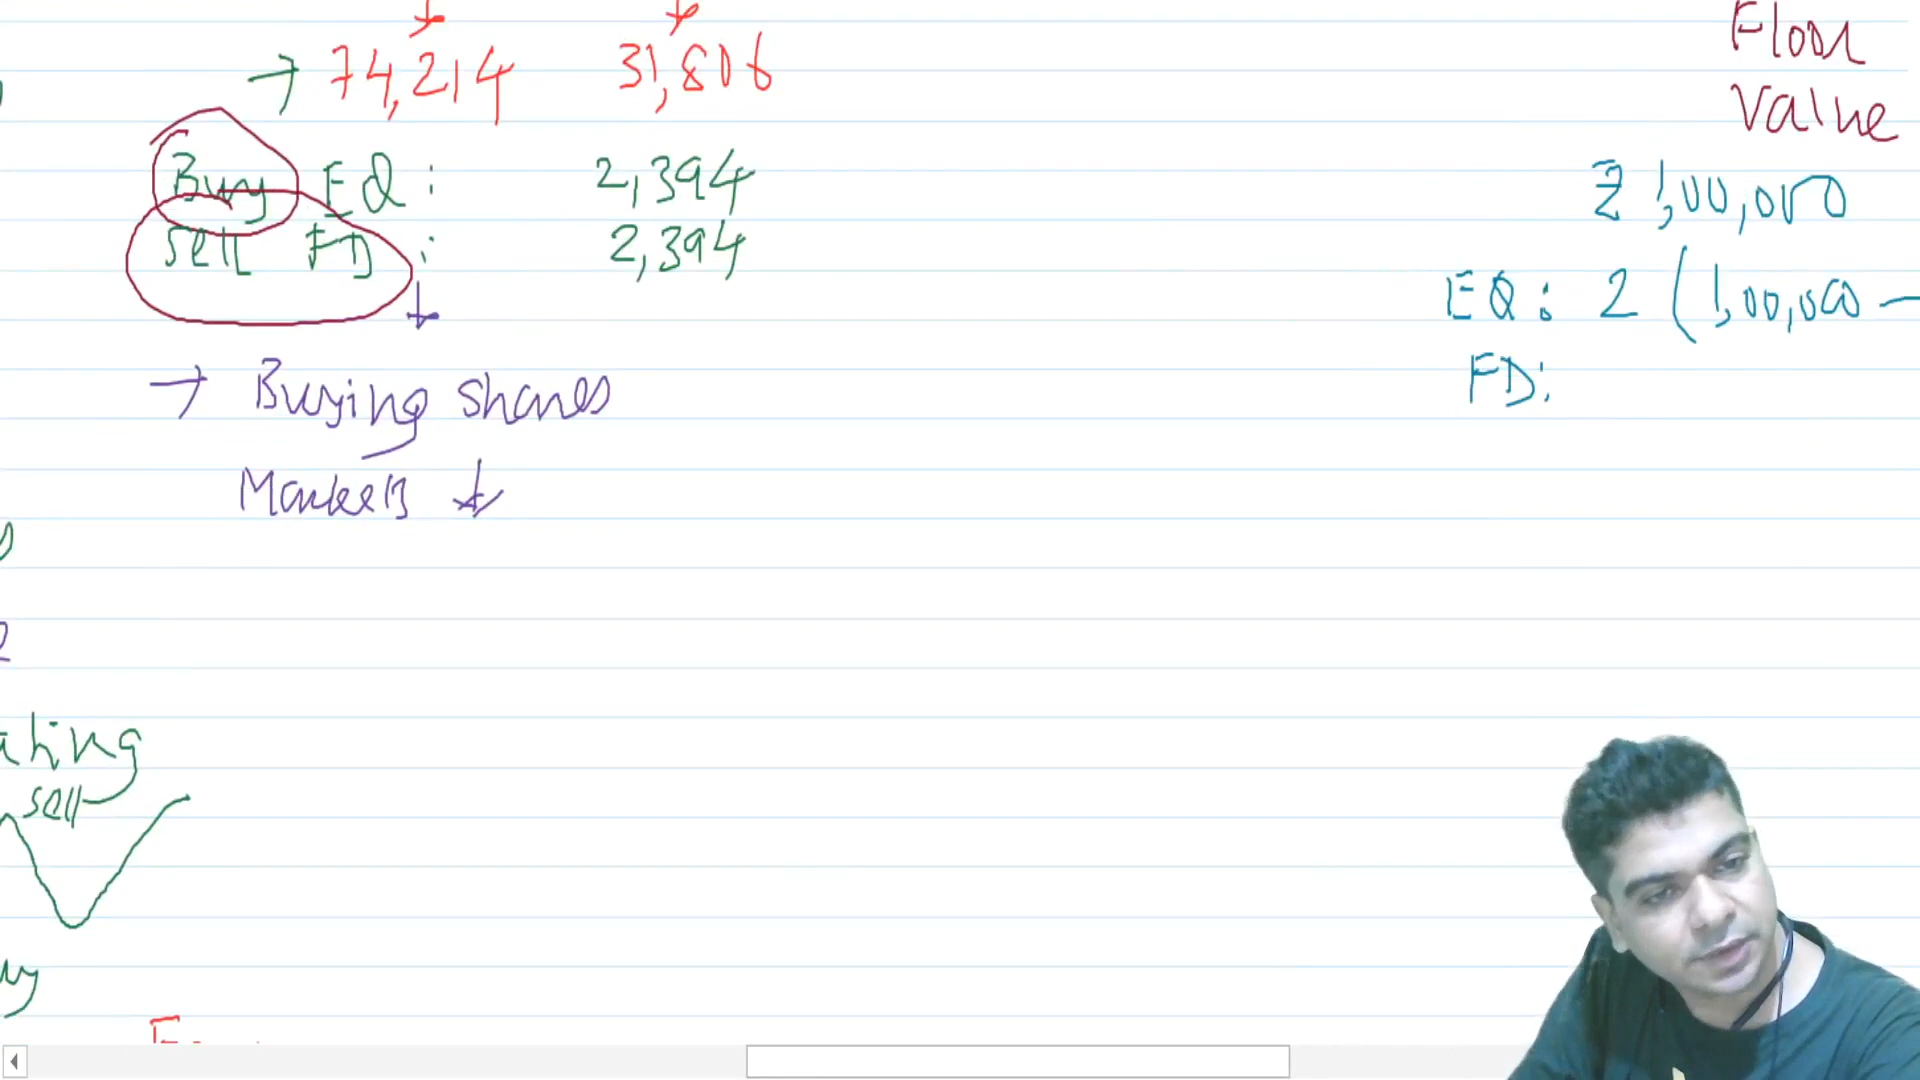 → 74,214 31,806
Buy EQ : 2,394
Sell FD : 2,394
→ Buying shares
Markets ↓
ating
sell
Floor
Value
₹ 1,00,000
EQ : 2 (1,00,000 —
FD: